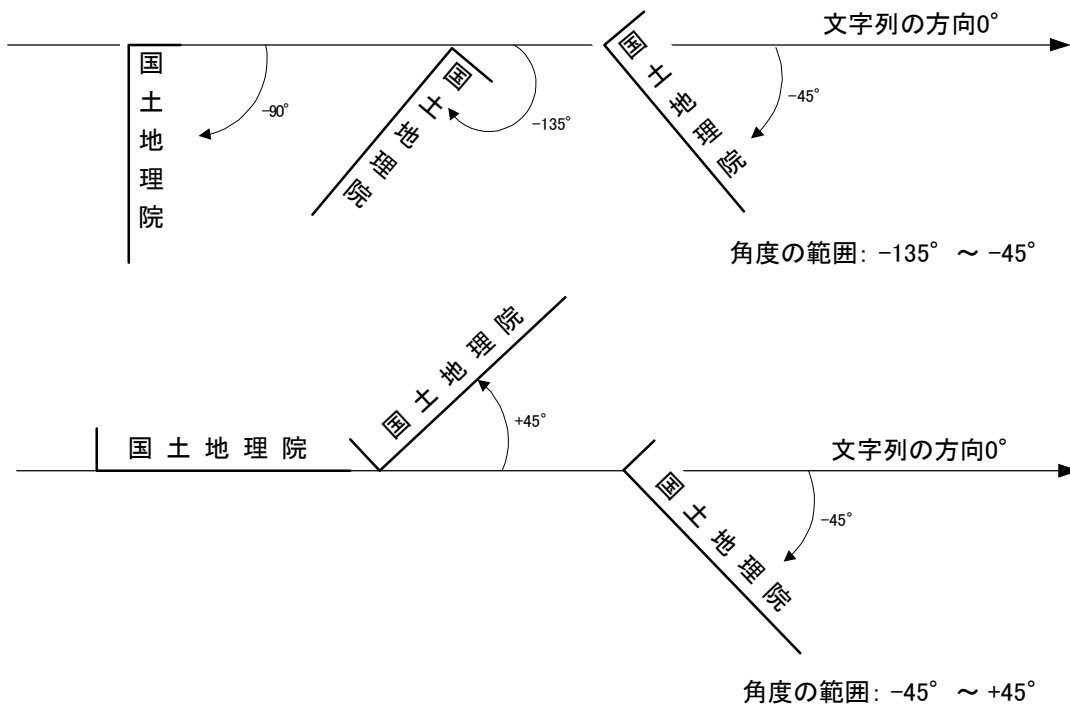 文字列の方向0°
国土地理院
-90°
国土地理院
-135°
国土地理院
-45°
角度の範囲: -135° ～ -45°
国土地理院
国土地理院
+45°
文字列の方向0°
国土地理院
-45°
角度の範囲: -45° ～ +45°